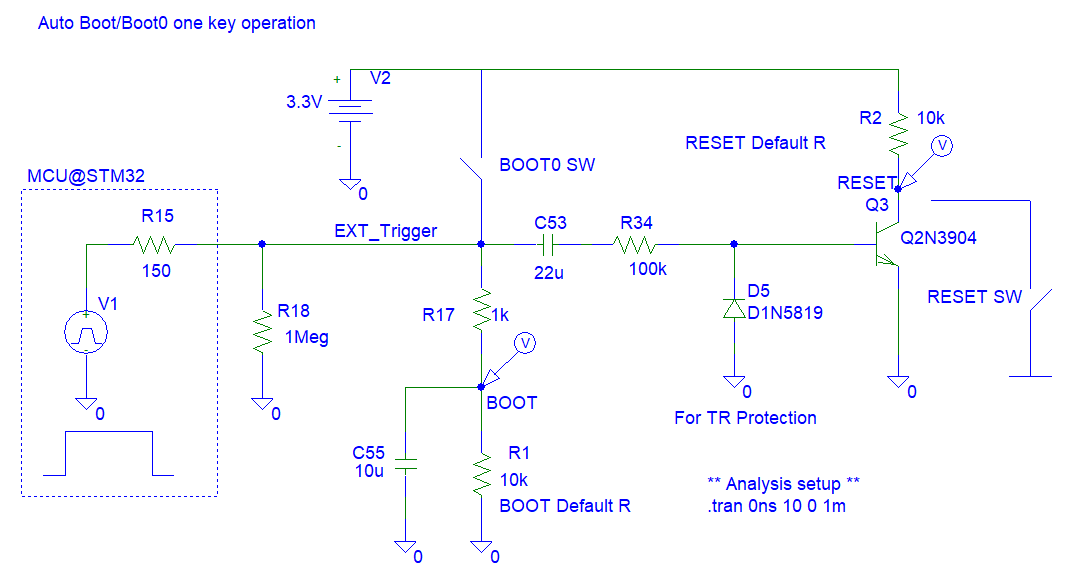 Auto Boot/Boot0 one key operation
+
V2
3.3V
-
0
R2
10k
RESET Default R
V
BOOT0 SW
MCU@STM32
RESET
Q3
R15
150
EXT_Trigger
C53
22u
R34
100k
Q2N3904
V1
+
-
0
R18
1Meg
0
R17
1k
V
D5
D1N5819
0
RESET SW
0
BOOT
For TR Protection
C55
10u
R1
10k
BOOT Default R
0
0
** Analysis setup **
.tran 0ns 10 0 1m